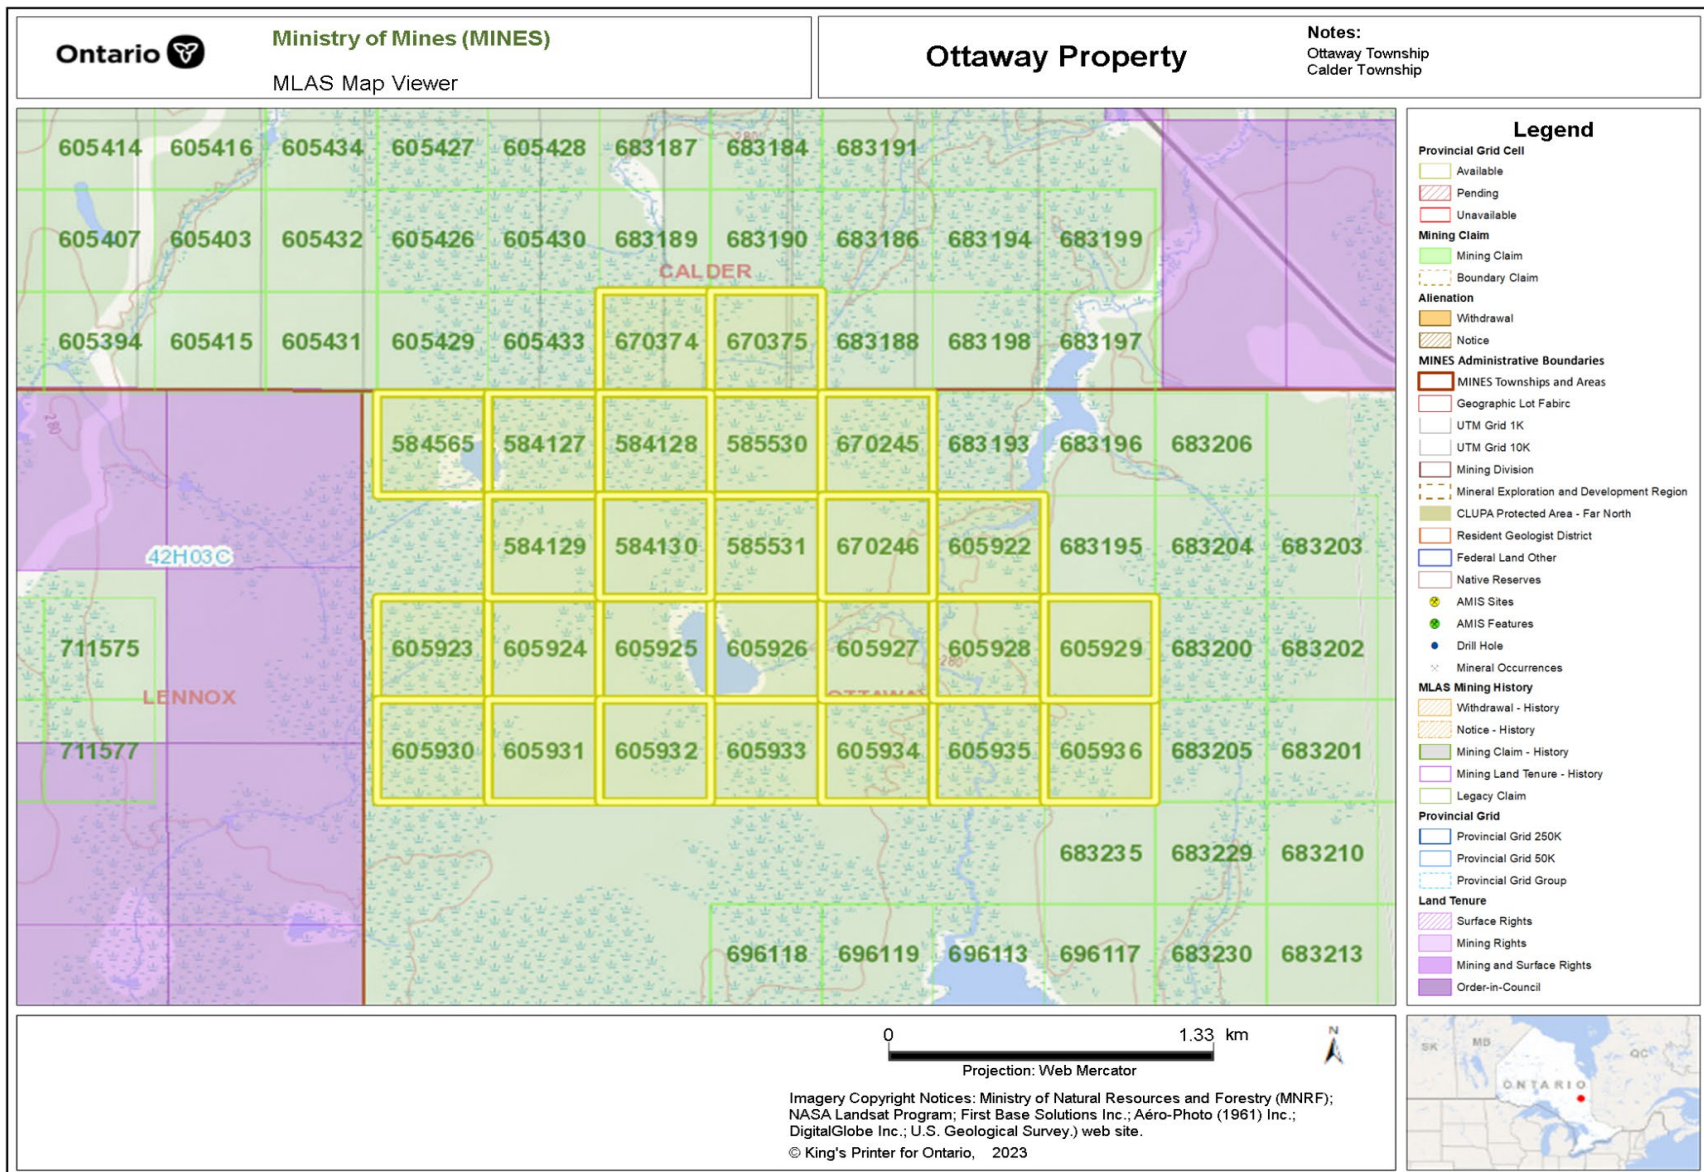 Ontario
Ministry of Mines (MINES)
MLAS Map Viewer
Ottaway Property
Notes:
Ottaway Township
Calder Township
605414 605416 605434 605427 605428 683187 683184 683191
280
605407 605403 605432 605426 605430 683189 683190 683186 683194 683199
CALDER
605394 605415 605431 605429 605433 670374 670375 683188 683198 683197
280
584565 584127 584128 585530 670245 683193 683196 683206
42H03C
584129 584130 585531 670246 605922 683195 683204 683203
711575 605923 605924 605925 605926 605927 605928 605929 683200 683202
280
LENNOX OTTAWAY
711577 605930 605931 605932 605933 605934 605935 605936 683205 683201
683235 683229 683210
696118 696119 696113 696117 683230 683213
Legend
Provincial Grid Cell
Available
Pending
Unavailable
Mining Claim
Mining Claim
Boundary Claim
Alienation
Withdrawal
Notice
MINES Administrative Boundaries
MINES Townships and Areas
Geographic Lot Fabirc
UTM Grid 1K
UTM Grid 10K
Mining Division
Mineral Exploration and Development Region
CLUPA Protected Area - Far North
Resident Geologist District
Federal Land Other
Native Reserves
AMIS Sites
AMIS Features
Drill Hole
Mineral Occurrences
MLAS Mining History
Withdrawal - History
Notice - History
Mining Claim - History
Mining Land Tenure - History
Legacy Claim
Provincial Grid
Provincial Grid 250K
Provincial Grid 50K
Provincial Grid Group
Land Tenure
Surface Rights
Mining Rights
Mining and Surface Rights
Order-in-Council
0 1.33 km
N
Projection: Web Mercator
Imagery Copyright Notices: Ministry of Natural Resources and Forestry (MNRF);
NASA Landsat Program; First Base Solutions Inc.; Aéro-Photo (1961) Inc.;
DigitalGlobe Inc.; U.S. Geological Survey.) web site.
© King's Printer for Ontario, 2023
SK MB QC
ONTARIO